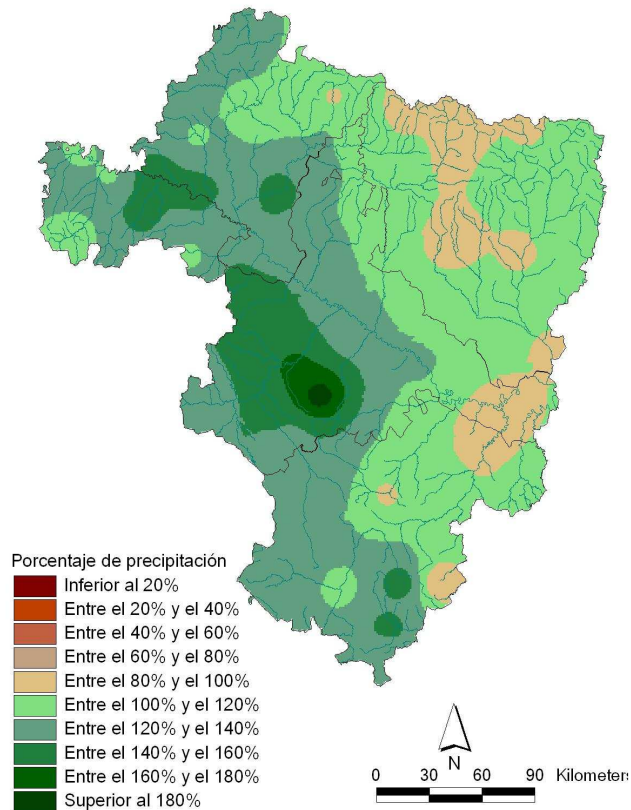 Porcentaje de precipitación
Inferior al 20%
Entre el 20% y el 40%
Entre el 40% y el 60%
Entre el 60% y el 80%
Entre el 80% y el 100%
Entre el 100% y el 120%
Entre el 120% y el 140%
Entre el 140% y el 160%
Entre el 160% y el 180%
Superior al 180%
N
0 30 60 90 Kilometers